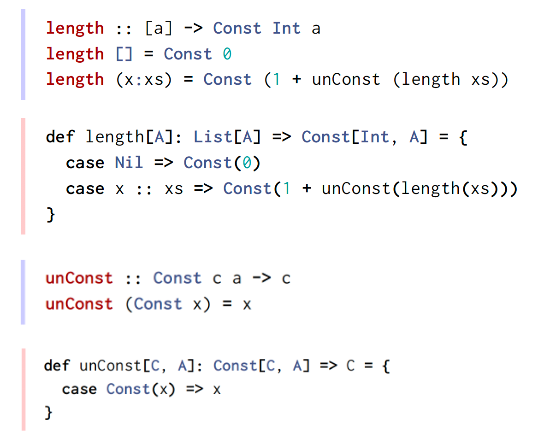 length :: [a] -> Const Int a
length [] = Const 0
length (x:xs) = Const (1 + unConst (length xs))
def length[A]: List[A] => Const[Int, A] = {
case Nil => Const(0)
case x :: xs => Const(1 + unConst(length(xs)))
}
unConst :: Const c a -> c
unConst (Const x) = x
def unConst[C, A]: Const[C, A] => C = {
case Const(x) => x
}